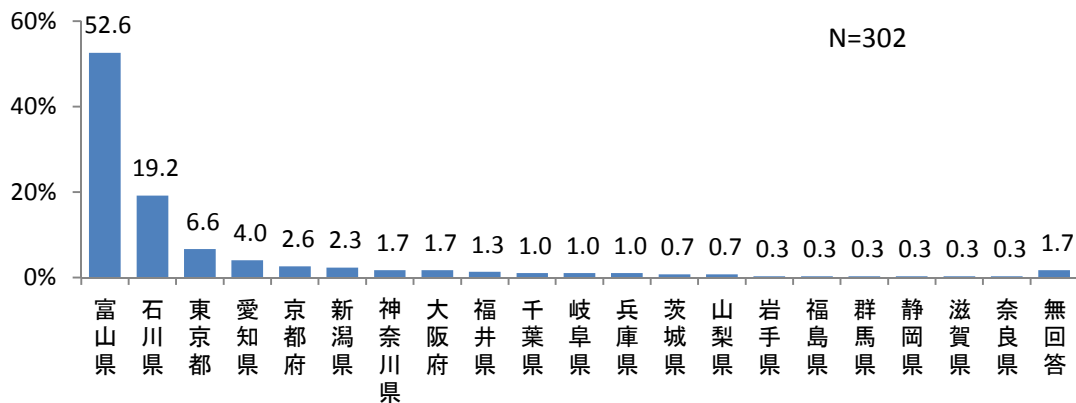 60%
40%
20%
0%
N=302
52.6
19.2
6.6
4.0
2.6
2.3
1.7
1.7
1.3
1.0
1.0
1.0
0.7
0.7
0.3
0.3
0.3
0.3
0.3
0.3
1.7
富山県
石川県
東京都
愛知県
京都府
新潟県
神奈川県
大阪府
福井県
千葉県
岐阜県
兵庫県
茨城県
山梨県
岩手県
福島県
群馬県
静岡県
滋賀県
奈良県
無回答